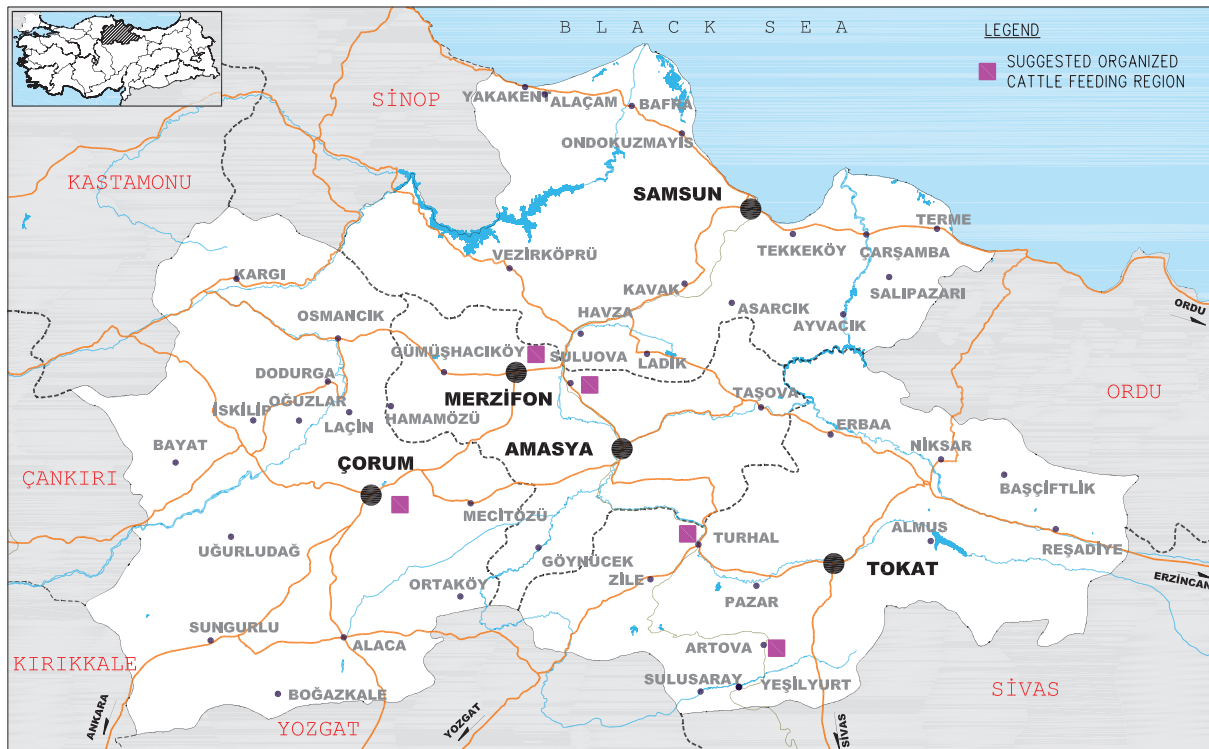 BLACK SEA
LEGEND
SUGGESTED ORGANIZED
CATTLE FEEDING REGION
SİNOP
YAKAKENT
ALAÇAM
BAFRA
ONDOKUZMAYIS
KASTAMONU
SAMSUN
TERME
TEKKEKÖY
ÇARŞAMBA
VEZİRKÖPRÜ
KARGI
KAVAK
SALIPAZARI
ASARCIK
ORDU
OSMANCIK
HAVZA
AYVACIK
GÜMÜŞHACIKÖY
SULUOVA
LADİK
DODURGA
MERZİFON
TAŞOVA
ORDU
OĞUZLAR
İSKİLİP
LAÇİN
HAMAMÖZÜ
ERBAA
BAYAT
AMASYA
NİKSAR
ÇORUM
ÇANKIRI
BAŞÇİFTLİK
MECİTÖZÜ
UĞURLUDAĞ
ALMUS
TURHAL
REŞADİYE
GÖYNÜCEK
TOKAT
ZİLE
ERZİNCAN
ORTAKÖY
PAZAR
SUNGURLU
ALACA
ARTOVA
KIRIKKALE
SULUSARAY
YEŞİLYURT
BOĞAZKALE
SİVAS
ANKARA
YOZGAT
YOZGAT
SİVAS